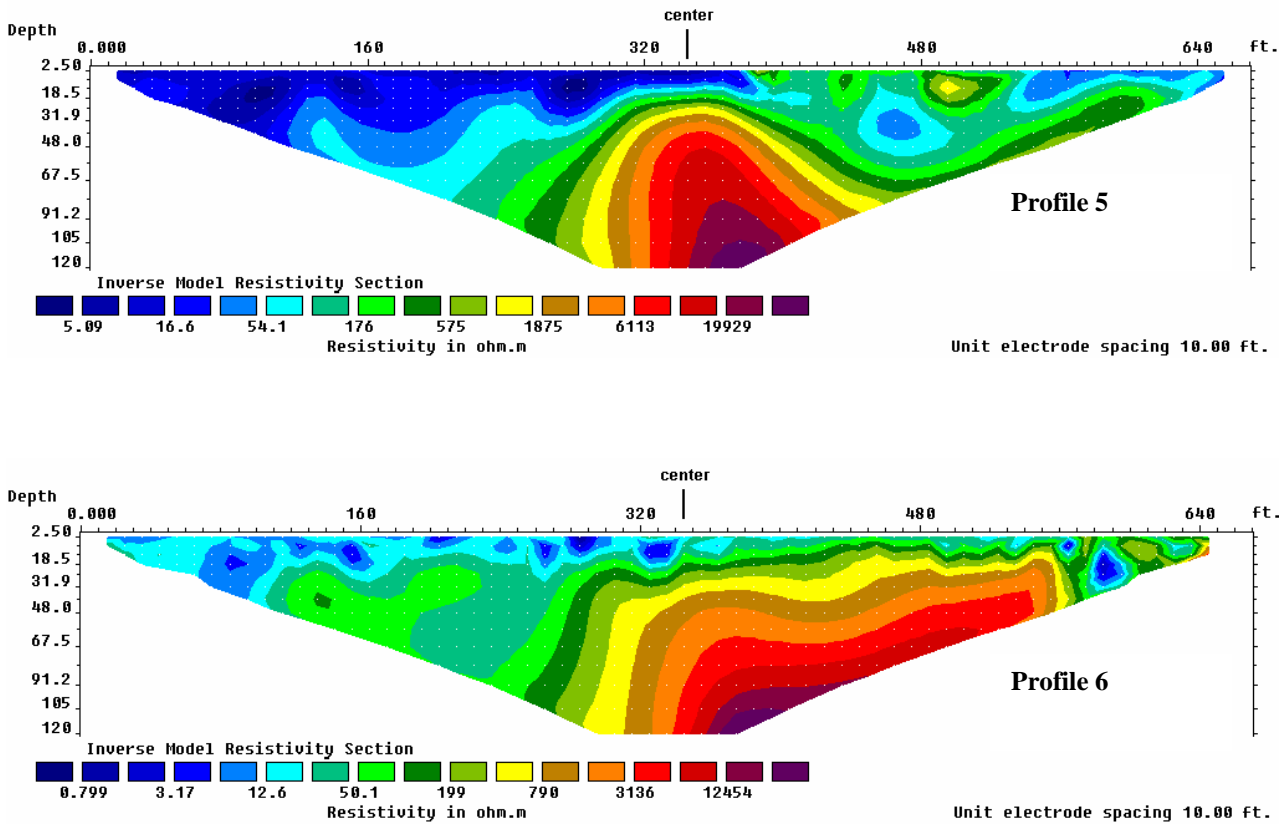 center
Depth
0.000 160 320 480 640 ft.
2.50
18.5
31.9
48.0
67.5
91.2
105
120
Profile 5
Inverse Model Resistivity Section
5.09 16.6 54.1 176 575 1875 6113 19929
Resistivity in ohm.m
Unit electrode spacing 10.00 ft.
center
Depth
0.000 160 320 480 640 ft.
2.50
18.5
31.9
48.0
67.5
91.2
105
120
Profile 6
Inverse Model Resistivity Section
0.799 3.17 12.6 50.1 199 790 3136 12454
Resistivity in ohm.m
Unit electrode spacing 10.00 ft.